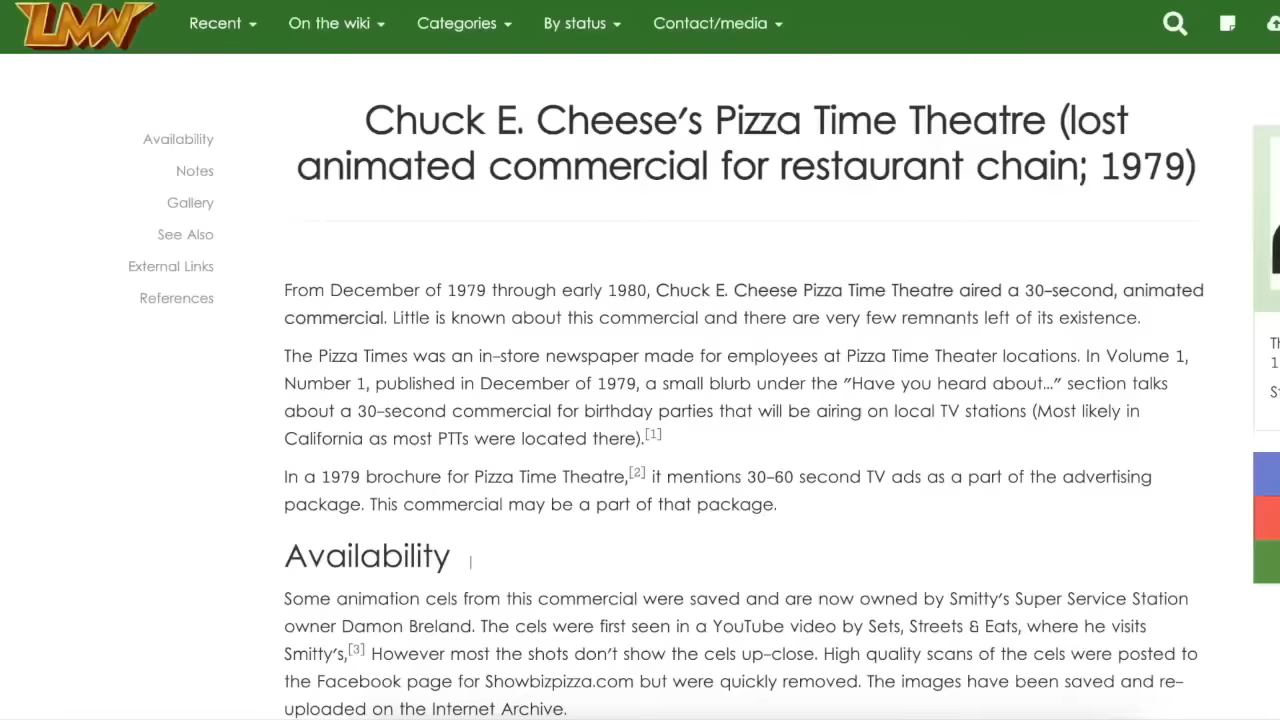 LMW
Recent
On the wiki
Categories
By status
Contact/media
Availability
Notes
Gallery
See Also
External Links
References
Chuck E. Cheese's Pizza Time Theatre (lost
animated commercial for restaurant chain; 1979)
From December of 1979 through early 1980, Chuck E. Cheese Pizza Time Theatre aired a 30-second, animated
commercial. Little is known about this commercial and there are very few remnants left of its existence.
The Pizza Times was an in-store newspaper made for employees at Pizza Time Theater locations. In Volume 1,
Number 1, published in December of 1979, a small blurb under the "Have you heard about..." section talks
about a 30-second commercial for birthday parties that will be airing on local TV stations (Most likely in
California as most PTTs were located there).[1]
In a 1979 brochure for Pizza Time Theatre,[2] it mentions 30-60 second TV ads as a part of the advertising
package. This commercial may be a part of that package.
Availability
Some animation cels from this commercial were saved and are now owned by Smitty's Super Service Station
owner Damon Breland. The cels were first seen in a YouTube video by Sets, Streets & Eats, where he visits
Smitty's,[3] However most the shots don't show the cels up-close. High quality scans of the cels were posted to
the Facebook page for Showbizpizza.com but were quickly removed. The images have been saved and re-
uploaded on the Internet Archive.